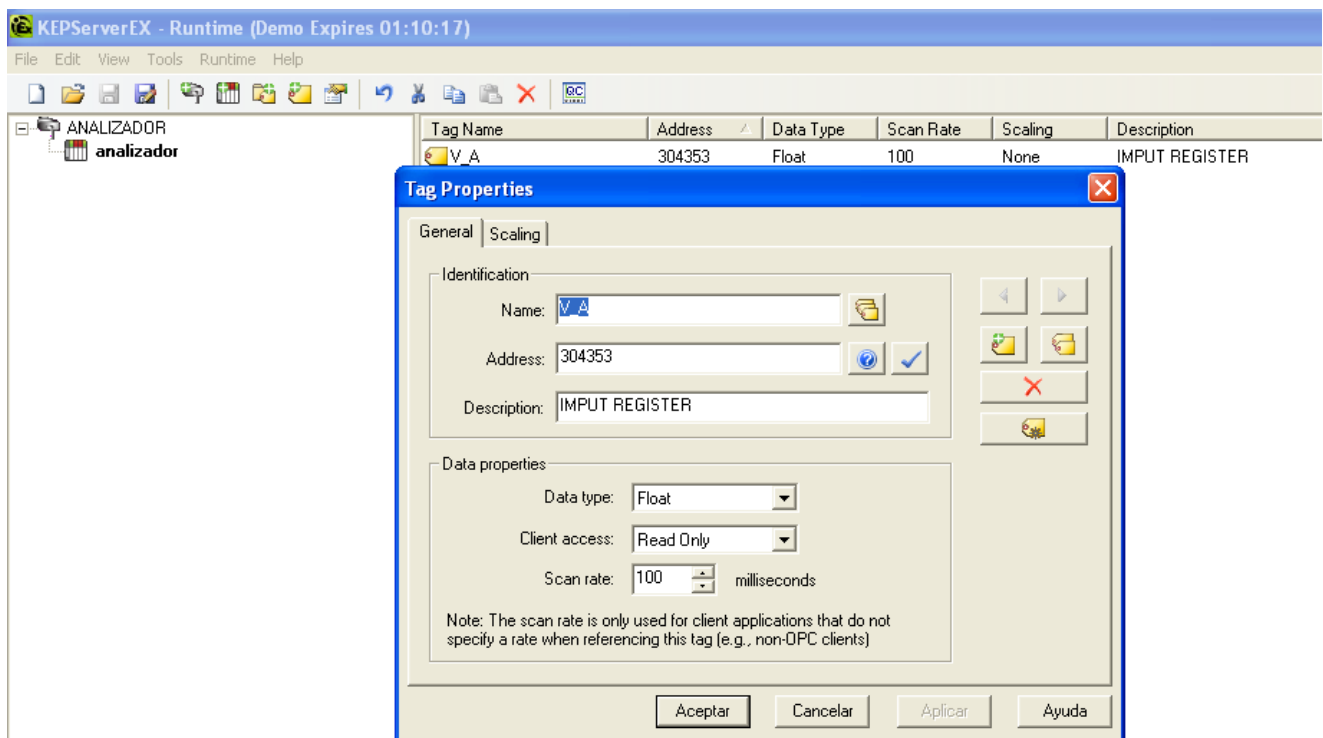 KEPServerEX - Runtime (Demo Expires 01:10:17)
File Edit View Tools Runtime Help
QC
ANALIZADOR
analizador
Tag Name Address Data Type Scan Rate Scaling Description
V_A 304353 Float 100 None IMPUT REGISTER
Tag Properties
General Scaling
Identification
Name: V_A
Address: 304353
Description: IMPUT REGISTER
Data properties
Data type: Float
Client access: Read Only
Scan rate: 100 milliseconds
Note: The scan rate is only used for client applications that do not
specify a rate when referencing this tag (e.g., non-OPC clients)
Aceptar Cancelar Aplicar Ayuda